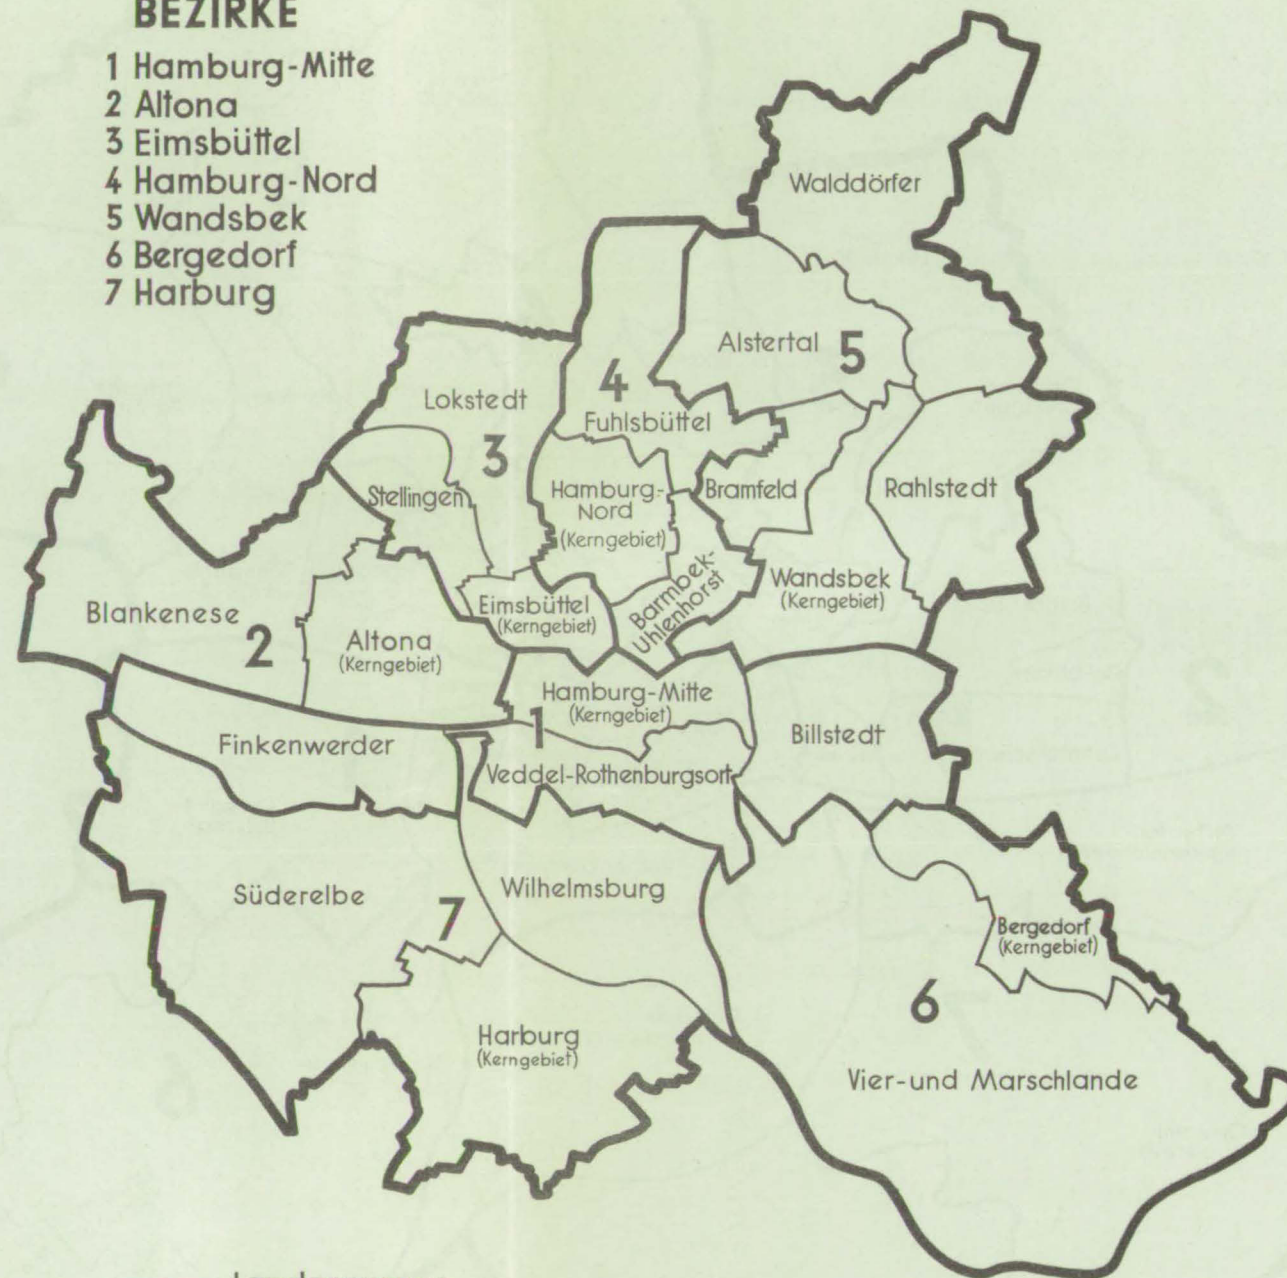 BEZIRKE
1 Hamburg-Mitte
2 Altona
3 Eimsbüttel
4 Hamburg-Nord
5 Wandsbek
6 Bergedorf
7 Harburg
Walddörfer
Alstertal 5
4
Lokstedt
Fuhlsbüttel
3
Stellingen
Hamburg-
Nord
(Kerngebiet)
Bramfeld
Rahlstedt
Barmbek-
Uhlenhorst
Wandsbek
(Kerngebiet)
Eimsbüttel
(Kerngebiet)
Blankenese
2
Altona
(Kerngebiet)
Hamburg-Mitte
(Kerngebiet)
1
Billstedt
Finkenwerder
Veddel-Rothenburgsort
Süderelbe
7
Wilhelmsburg
Bergedorf
(Kerngebiet)
6
Harburg
(Kerngebiet)
Vier-und Marschlande